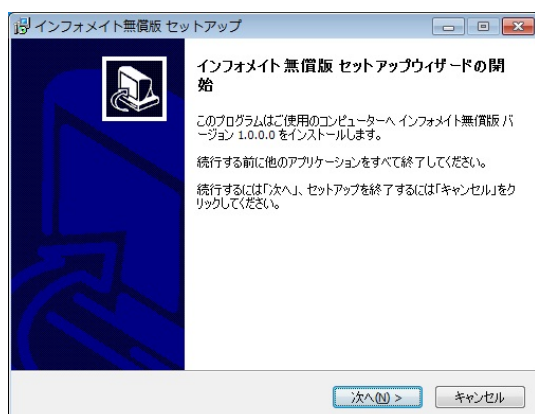 インフォメイト無償版 セットアップ
インフォメイト無償版 セットアップウィザードの開
始
このプログラムはご使用のコンピューターへ インフォメイト無償版 バ
ージョン 1.0.0.0 をインストールします。
続行する前に他のアプリケーションをすべて終了してください。
続行するには「次へ」、セットアップを終了するには「キャンセル」をク
リックしてください。
次へ(N) >
キャンセル